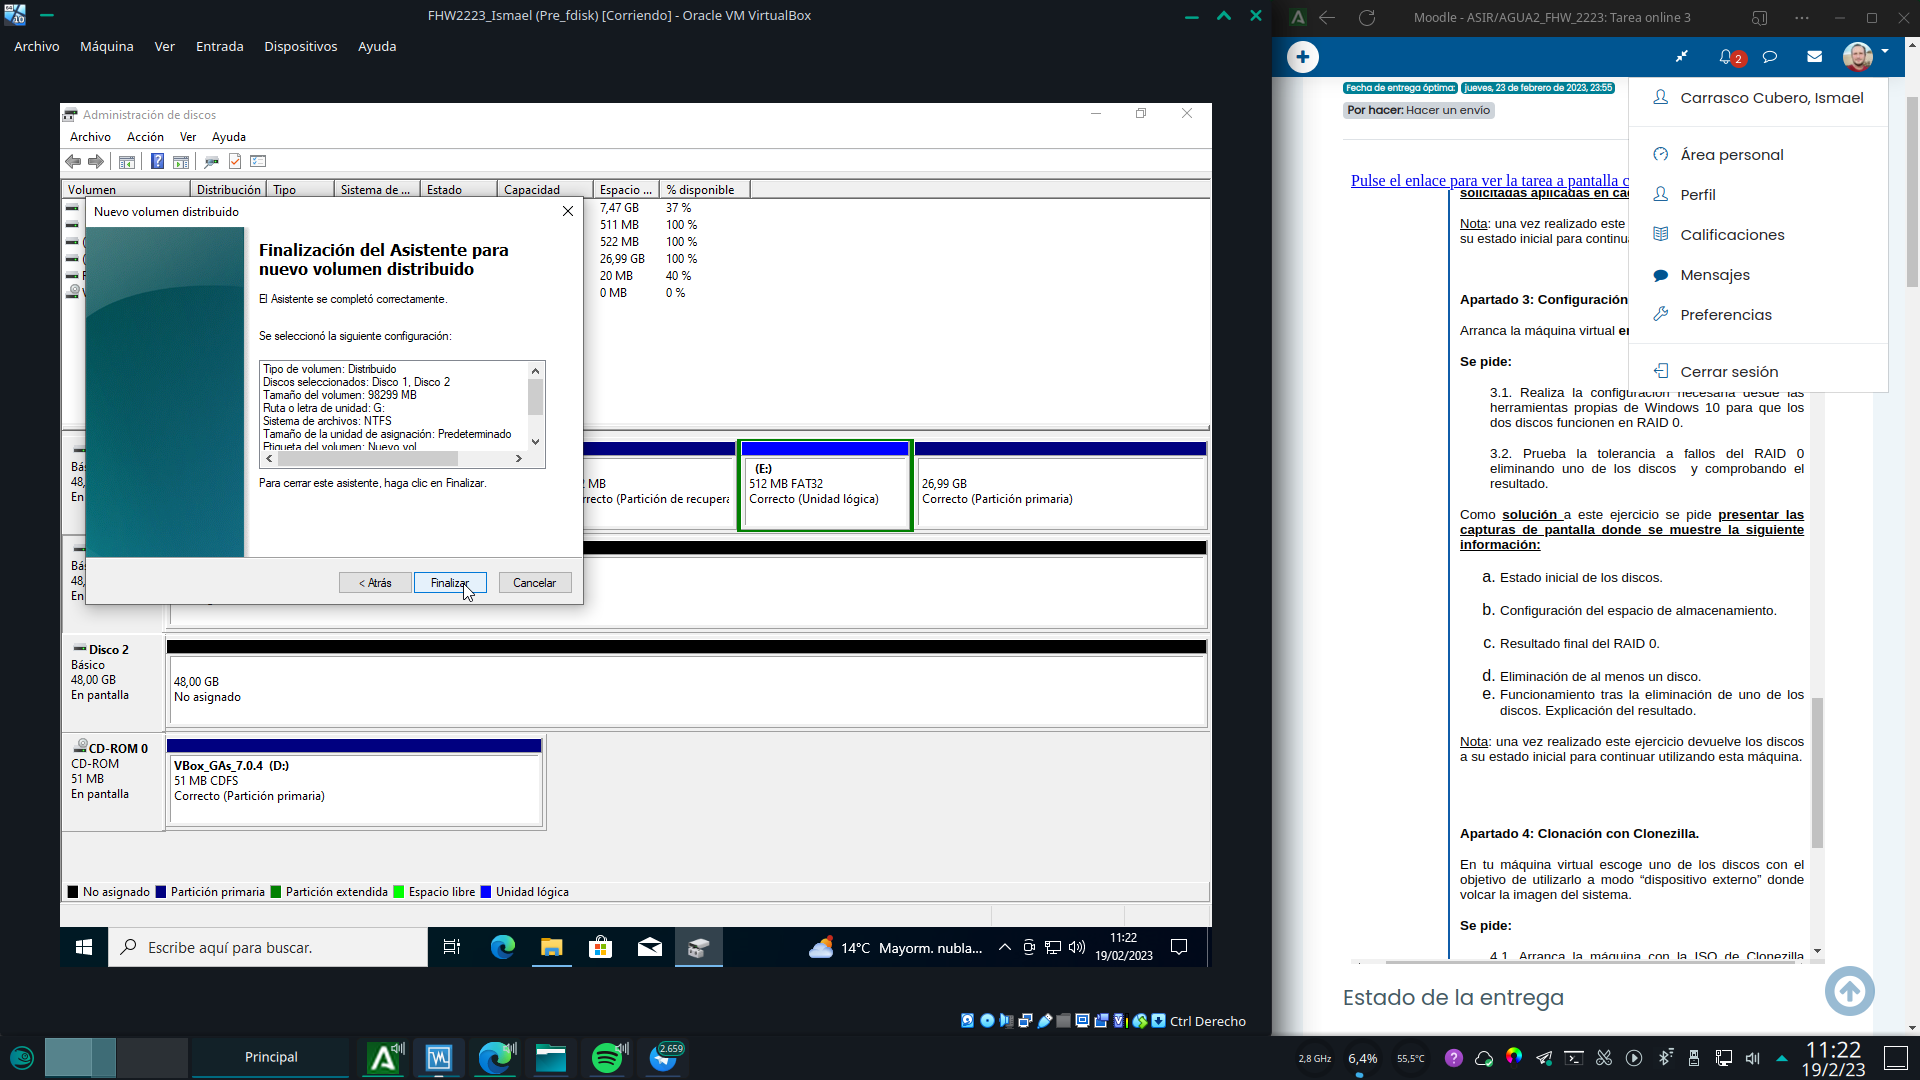 FHW2223_Ismael (Pre_fdisk) [Corriendo] - Oracle VM VirtualBox
Archivo Máquina Ver Entrada Dispositivos Ayuda
Administración de discos
Archivo Acción Ver Ayuda
Volumen Distribución Tipo Sistema de ... Estado Capacidad Espacio ... % disponible
7,47 GB 37 %
511 MB 100 %
522 MB 100 %
26,99 GB 100 %
20 MB 40 %
0 MB 0 %
Nuevo volumen distribuido
Finalización del Asistente para
nuevo volumen distribuido
El Asistente se completó correctamente.
Se seleccionó la siguiente configuración:
Tipo de volumen: Distribuido
Discos seleccionados: Disco 1, Disco 2
Tamaño del volumen: 98299 MB
Ruta o letra de unidad: G:
Sistema de archivos: NTFS
Tamaño de la unidad de asignación: Predeterminado
Etiqueta del volumen: Nuevo vol
Para cerrar este asistente, haga clic en Finalizar.
< Atrás Finalizar Cancelar
Bás
48,
En
MB
rrecto (Partición de recupera
(E:)
512 MB FAT32
Correcto (Unidad lógica)
26,99 GB
Correcto (Partición primaria)
Bás
48,
En
Disco 2
Básico
48,00 GB
En pantalla
48,00 GB
No asignado
CD-ROM 0
CD-ROM
51 MB
En pantalla
VBox_GAs_7.0.4 (D:)
51 MB CDFS
Correcto (Partición primaria)
No asignado Partición primaria Partición extendida Espacio libre Unidad lógica
Escribe aquí para buscar.
14°C Mayorm. nubla...
11:22
19/02/2023
Ctrl Derecho
Moodle - ASIR/AGUA2_FHW_2223: Tarea online 3
2
Fecha de entrega óptima: jueves, 23 de febrero de 2023, 23:55
Por hacer: Hacer un envío
Carrasco Cubero, Ismael
Área personal
Perfil
Calificaciones
Mensajes
Preferencias
Cerrar sesión
Pulse el enlace para ver la tarea a pantalla c
solicitadas aplicadas en ca
Nota: una vez realizado este
su estado inicial para continua
Apartado 3: Configuración
Arranca la máquina virtual en
Se pide:
3.1. Realiza la configuración necesaria desde las
herramientas propias de Windows 10 para que los
dos discos funcionen en RAID 0.
3.2. Prueba la tolerancia a fallos del RAID 0
eliminando uno de los discos y comprobando el
resultado.
Como solución a este ejercicio se pide presentar las
capturas de pantalla donde se muestre la siguiente
información:
a. Estado inicial de los discos.
b. Configuración del espacio de almacenamiento.
c. Resultado final del RAID 0.
d. Eliminación de al menos un disco.
e. Funcionamiento tras la eliminación de uno de los
discos. Explicación del resultado.
Nota: una vez realizado este ejercicio devuelve los discos
a su estado inicial para continuar utilizando esta máquina.
Apartado 4: Clonación con Clonezilla.
En tu máquina virtual escoge uno de los discos con el
objetivo de utilizarlo a modo “dispositivo externo” donde
volcar la imagen del sistema.
Se pide:
4.1. Arranca la máquina con la ISO de Clonezilla
Estado de la entrega
Principal
2.659
2,8 GHz 6,4% 55,5°C
11:22
19/2/23